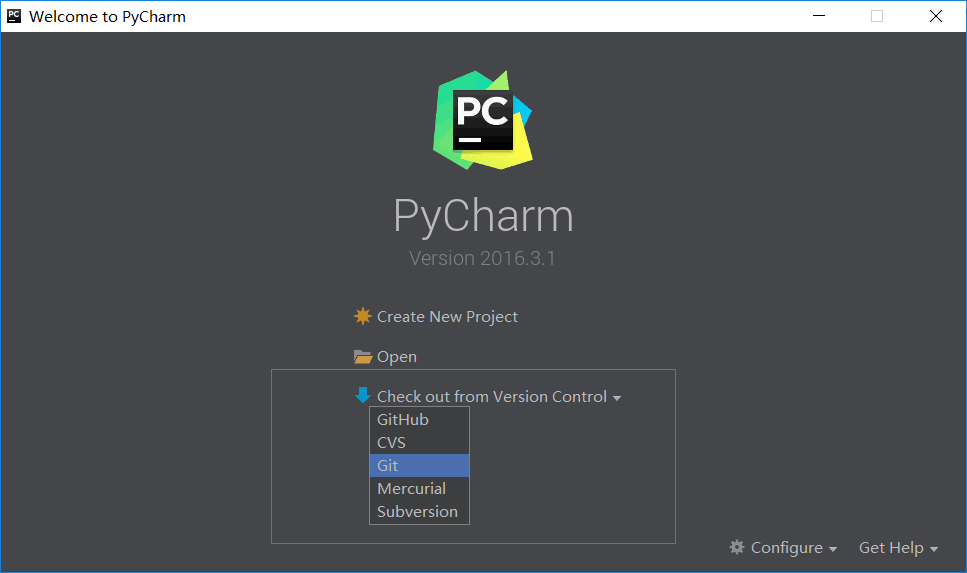 PC Welcome to PyCharm
PC
PyCharm
Version 2016.3.1
Create New Project
Open
Check out from Version Control
GitHub
CVS
Git
Mercurial
Subversion
Configure Get Help